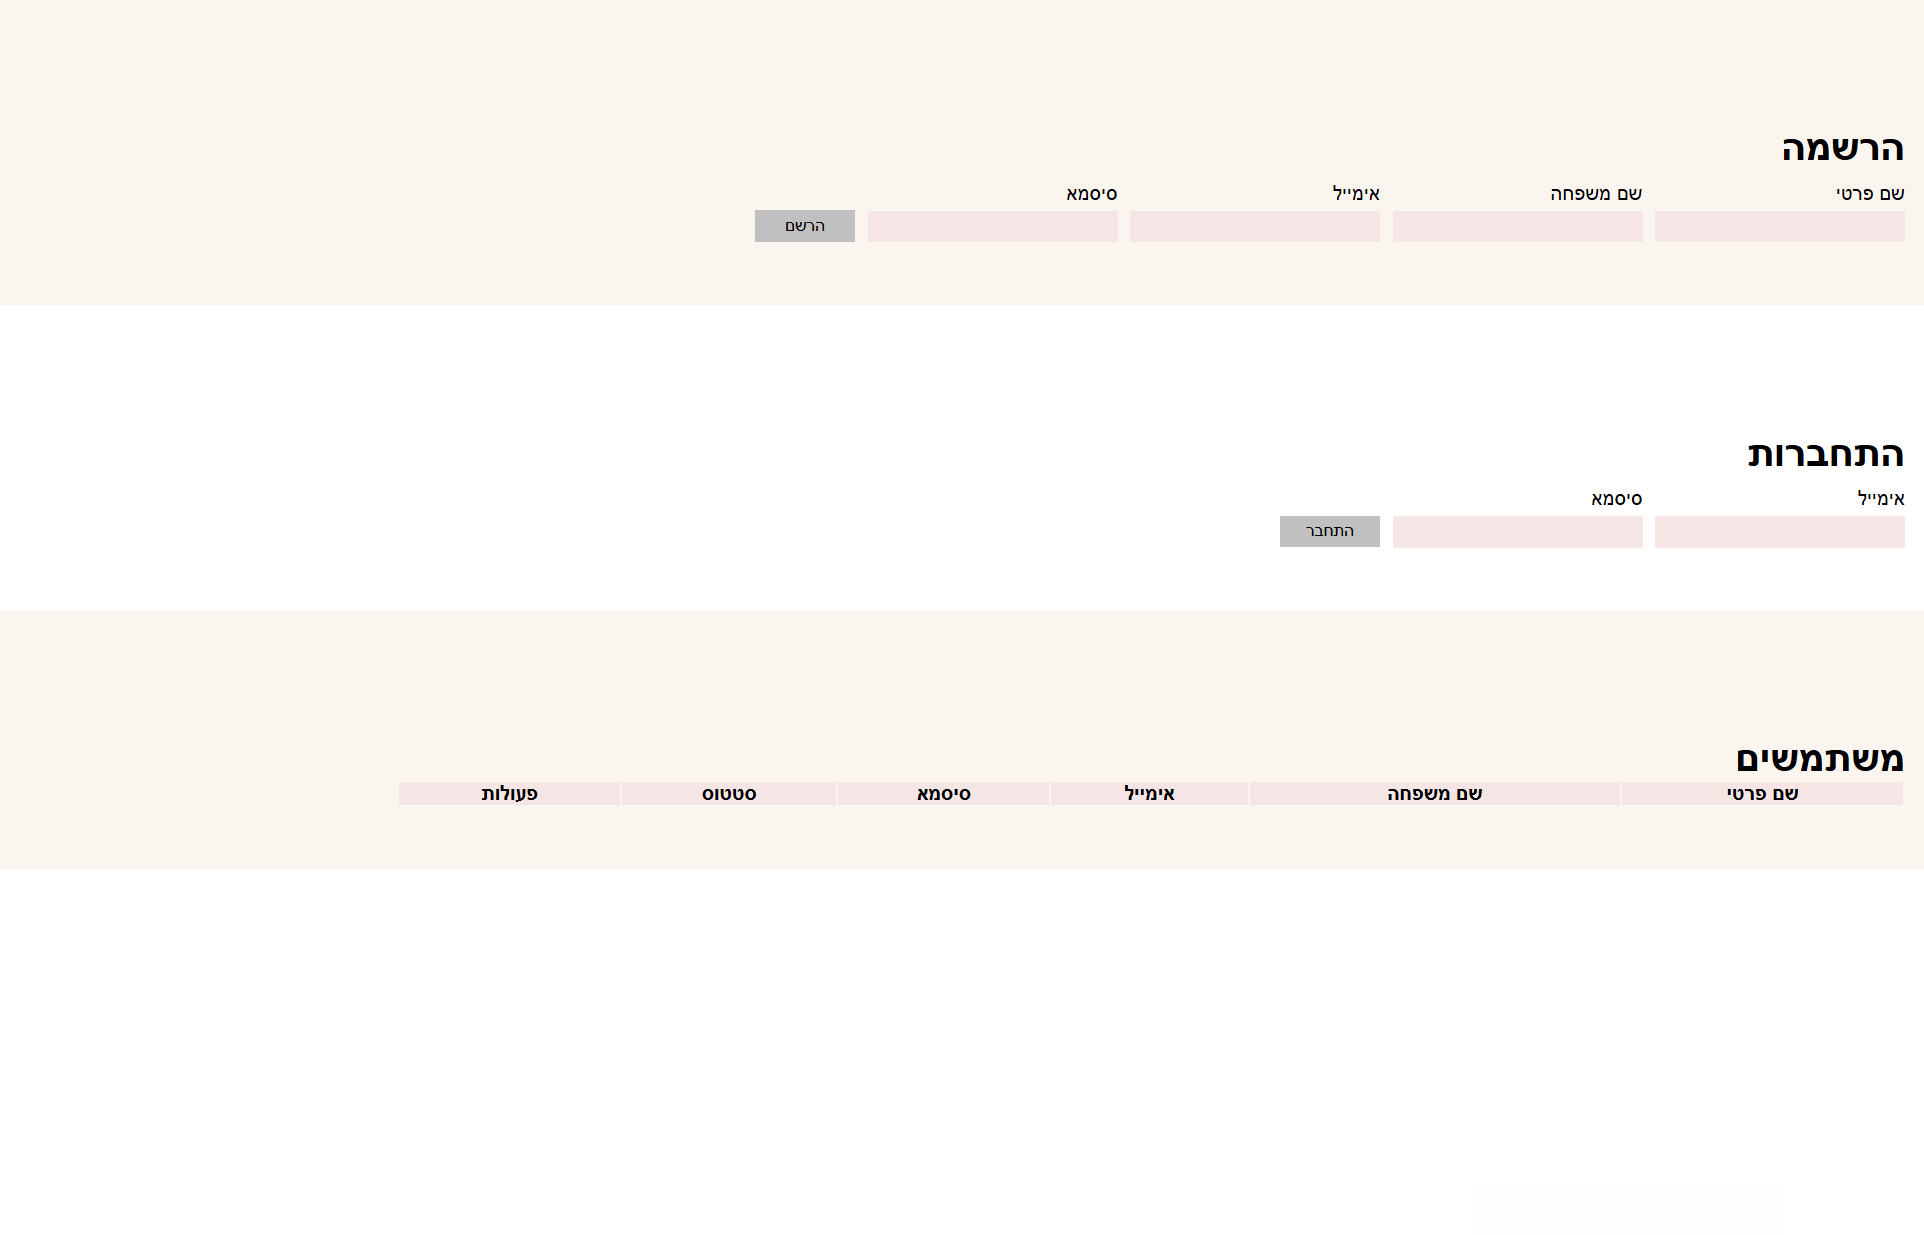 הרשמה
שם פרטי שם משפחה אימייל סיסמא
הרשם
התחברות
אימייל סיסמא
התחבר
משתמשים
שם פרטי שם משפחה אימייל סיסמא סטטוס פעולות